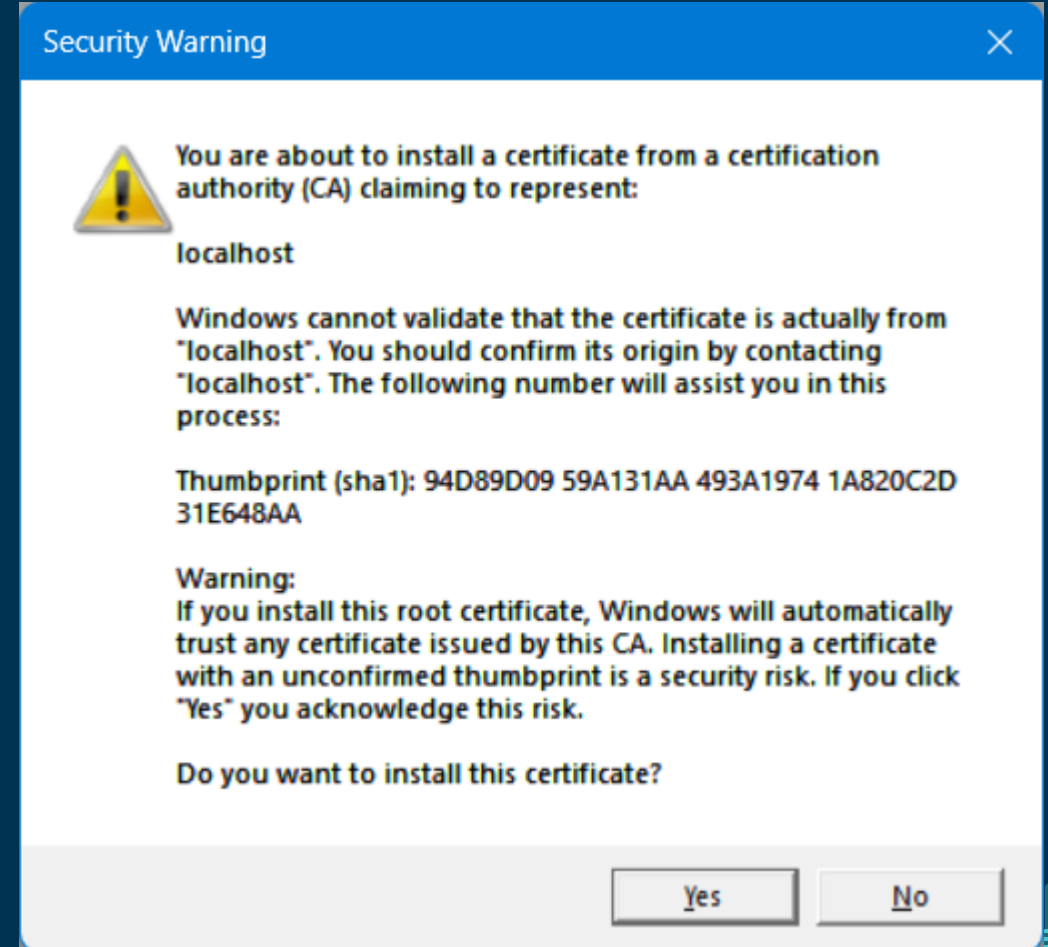 Security Warning
You are about to install a certificate from a certification
authority (CA) claiming to represent:
localhost
Windows cannot validate that the certificate is actually from
"localhost". You should confirm its origin by contacting
"localhost". The following number will assist you in this
process:
Thumbprint (sha1): 94D89D09 59A131AA 493A1974 1A820C2D
31E648AA
Warning:
If you install this root certificate, Windows will automatically
trust any certificate issued by this CA. Installing a certificate
with an unconfirmed thumbprint is a security risk. If you click
"Yes" you acknowledge this risk.
Do you want to install this certificate?
Yes
No